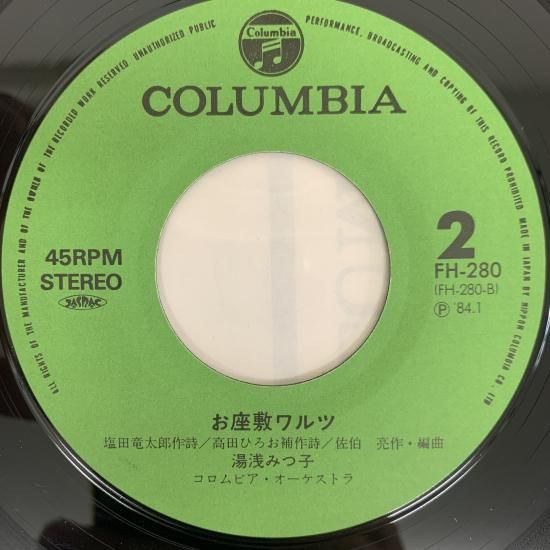 ALL RIGHTS OF THE MANUFACTURER AND OF THE OWNER OF THE RECORDED WORK RESERVED. UNAUTHORIZED PUBLIC PERFORMANCE, BROADCASTING AND COPYING OF THIS RECORD PROHIBITED MADE IN JAPAN BY NIPPON COLUMBIA CO., LTD
Columbia
COLUMBIA
45RPM
STEREO
JASRAC
2
FH-280
(FH-280-B)
Ⓟ '84.1
お座敷ワルツ
塩田竜太郎作詩／高田ひろお補作詩／佐伯 亮作・編曲
湯浅みつ子
コロムビア・オーケストラ